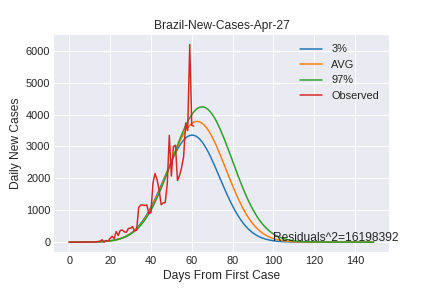 Brazil-New-Cases-Apr-27
Daily New Cases
6000
5000
4000
3000
2000
1000
0
3%
AVG
97%
Observed
Residuals^2=16198392
0 20 40 60 80 100 120 140
Days From First Case